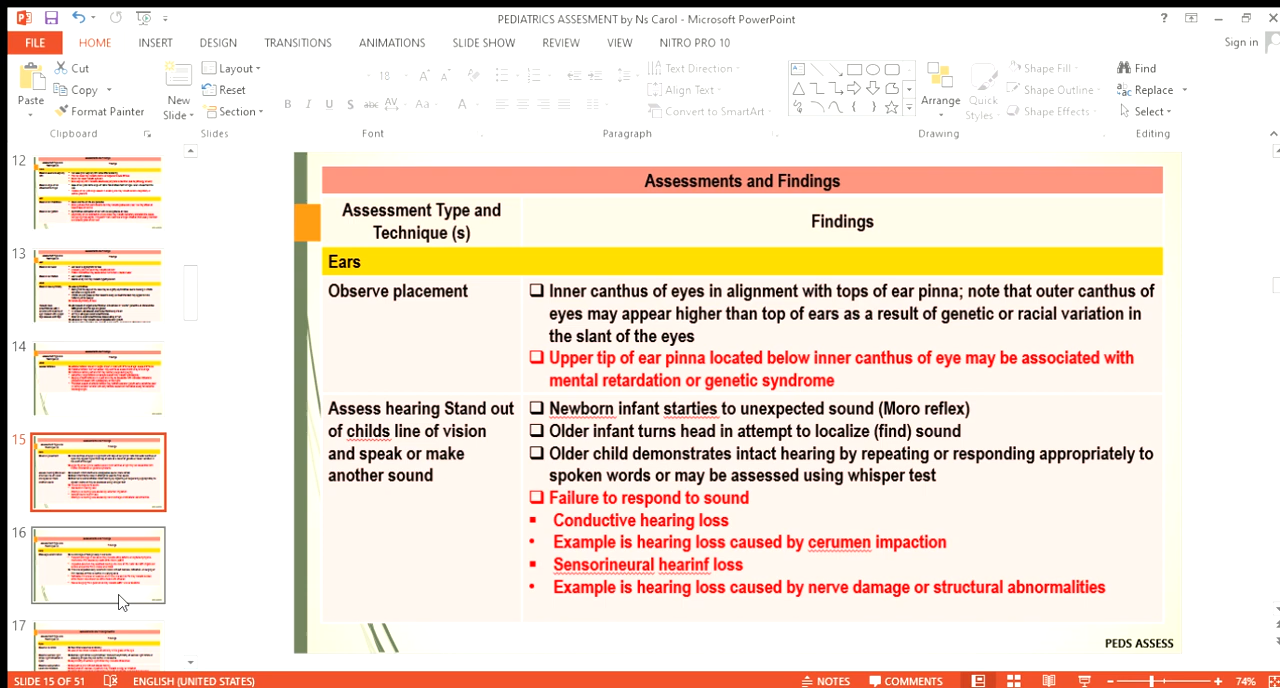 PEDIATRICS ASSESMENT by Ns Carol - Microsoft PowerPoint
FILE HOME INSERT DESIGN TRANSITIONS ANIMATIONS SLIDE SHOW REVIEW VIEW NITRO PRO 10 Sign in
Paste
Cut
Copy
Format Painter
Clipboard
New Slide
Layout
Reset
Section
Slides
18
B I U S abc AV Aa A
Font
Text Direction
Align Text
Convert to SmartArt
Paragraph
Arrange
Quick Styles
Shape Fill
Shape Outline
Shape Effects
Drawing
Find
Replace
Select
Editing
12
13
14
15
16
17
Assessments and Findings
Assessment Type and
Technique (s)
Findings
Ears
Observe placement
Inner canthus of eyes in alignment with tops of ear pinna; note that outer canthus of
eyes may appear higher than top of ears as a result of genetic or racial variation in
the slant of the eyes
Upper tip of ear pinna located below inner canthus of eye may be associated with
mental retardation or genetic syndrome
Assess hearing Stand out
of childs line of vision
and speak or make
another sound
Newborn infant starties to unexpected sound (Moro reflex)
Older infant turns head in attempt to localize (find) sound
Older child demonstrates intact hearing by repeating or responding appropriately to
spoken words or may be assessed using whisper test
Failure to respond to sound
Conductive hearing loss
Example is hearing loss caused by cerumen impaction
Sensorineural hearinf loss
Example is hearing loss caused by nerve damage or structural abnormalities
PEDS ASSESS
SLIDE 15 OF 51 ENGLISH (UNITED STATES) NOTES COMMENTS 74%